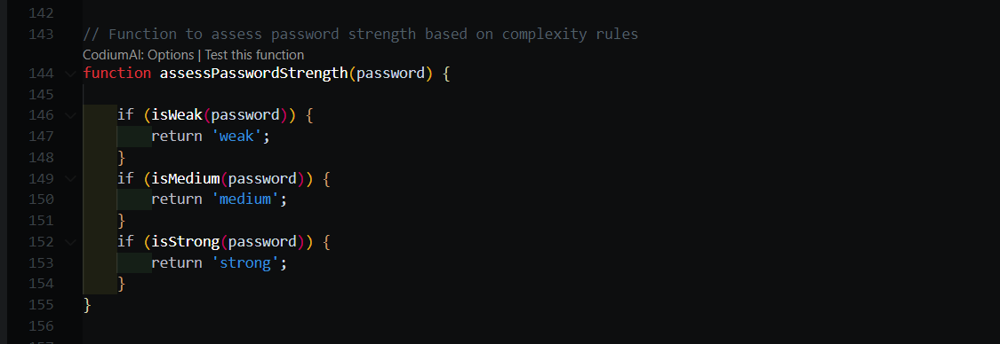 142
143 // Function to assess password strength based on complexity rules
CodiumAI: Options | Test this function
144 function assessPasswordStrength(password) {
145
146 if (isWeak(password)) {
147 return 'weak';
148 }
149 if (isMedium(password)) {
150 return 'medium';
151 }
152 if (isStrong(password)) {
153 return 'strong';
154 }
155 }
156